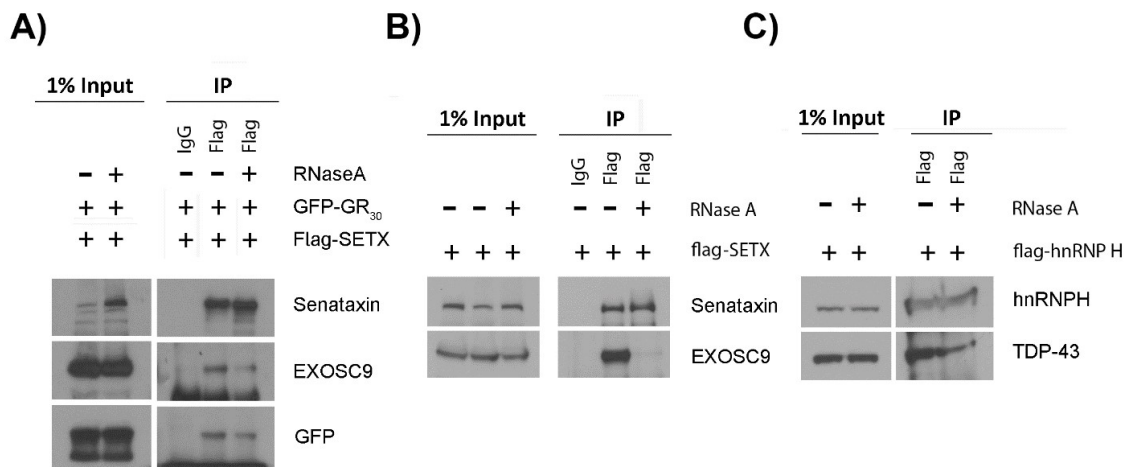 A)
1% Input IP
IgG Flag Flag
− + − − + RNaseA
+ + + + + GFP-GR30
+ + + + + Flag-SETX
Senataxin
EXOSC9
GFP
B)
1% Input IP
IgG Flag Flag
− − + − − + RNase A
+ + + + + + flag-SETX
Senataxin
EXOSC9
C)
1% Input IP
Flag Flag
− + − + RNase A
+ + + + flag-hnRNP H
hnRNPH
TDP-43